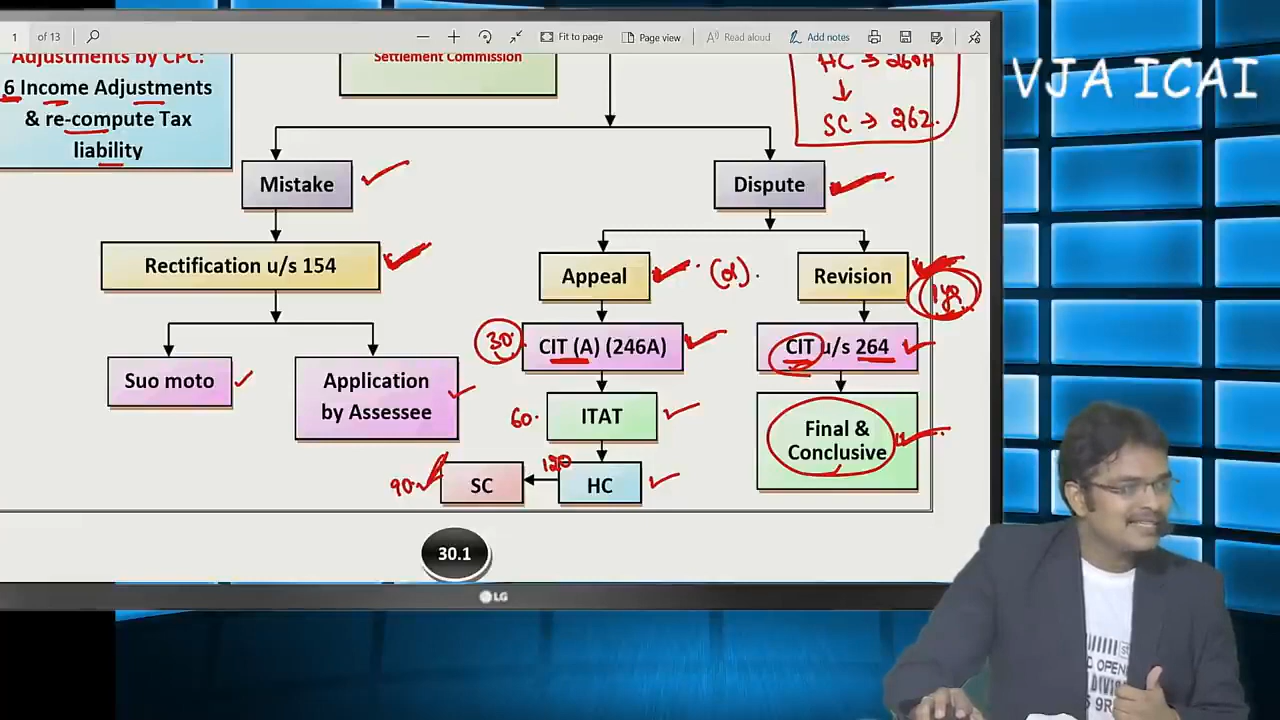 1 of 13
Fit to page
Page view
Read aloud
Add notes
Adjustments by CPC:
6 Income Adjustments
& re-compute Tax
liability
Settlement Commission
HC → 260A
↓
SC → 262.
VJA ICAI
Mistake
Dispute
Rectification u/s 154
Appeal
(or).
Revision
1yr
Suo moto
Application
by Assessee
30.
CIT (A) (246A)
CIT u/s 264
60.
ITAT
Final &
Conclusive
90.
SC
120
HC
30.1
LG